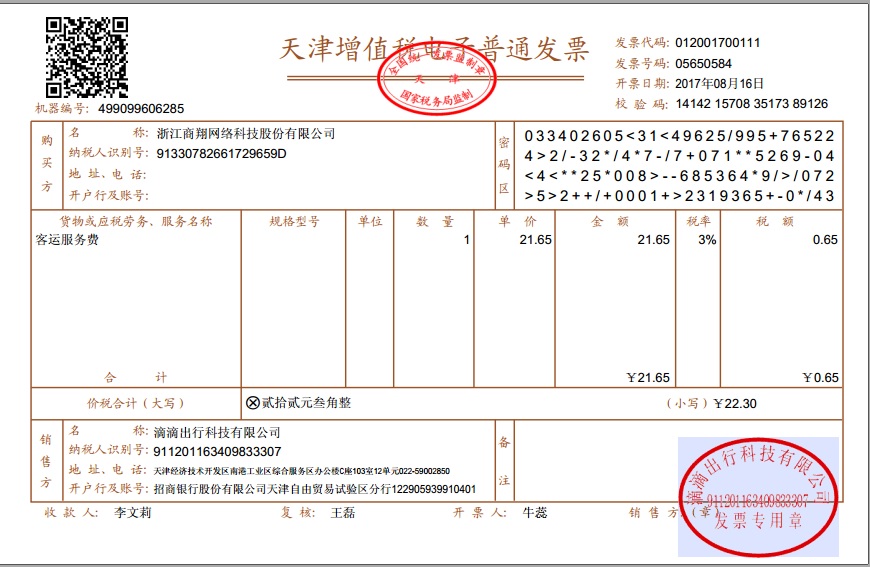 天津增值税电子普通发票
全国统一发票监制章
天津
国家税务局监制
发票代码: 012001700111
发票号码: 05650584
开票日期: 2017年08月16日
校验码: 14142 15708 35173 89126
机器编号: 499099606285
购买方
名称: 浙江商翔网络科技股份有限公司
纳税人识别号: 91330782661729659D
地址、电话:
开户行及账号:
密码区
033402605<31<49625/995+76522
4>2/-32*/4*7-/7+071**5269-04
<4<**25*008>--685364*9/>/072
>5>2++/+0001+>2319365+-0*/43
货物或应税劳务、服务名称 规格型号 单位 数量 单价 金额 税率 税额
客运服务费 1 21.65 21.65 3% 0.65
合计 ￥21.65 ￥0.65
价税合计（大写） ⊗贰拾贰元叁角整 （小写）￥22.30
销售方
名称: 滴滴出行科技有限公司
纳税人识别号: 911201163409833307
地址、电话: 天津经济技术开发区南港工业区综合服务区办公楼C座103室12单元022-59002850
开户行及账号: 招商银行股份有限公司天津自由贸易试验区分行122905939910401
备注
收款人: 李文莉 复核: 王磊 开票人: 牛蕊 销售方:（章）
滴滴出行科技有限公司
911201163409833307
发票专用章